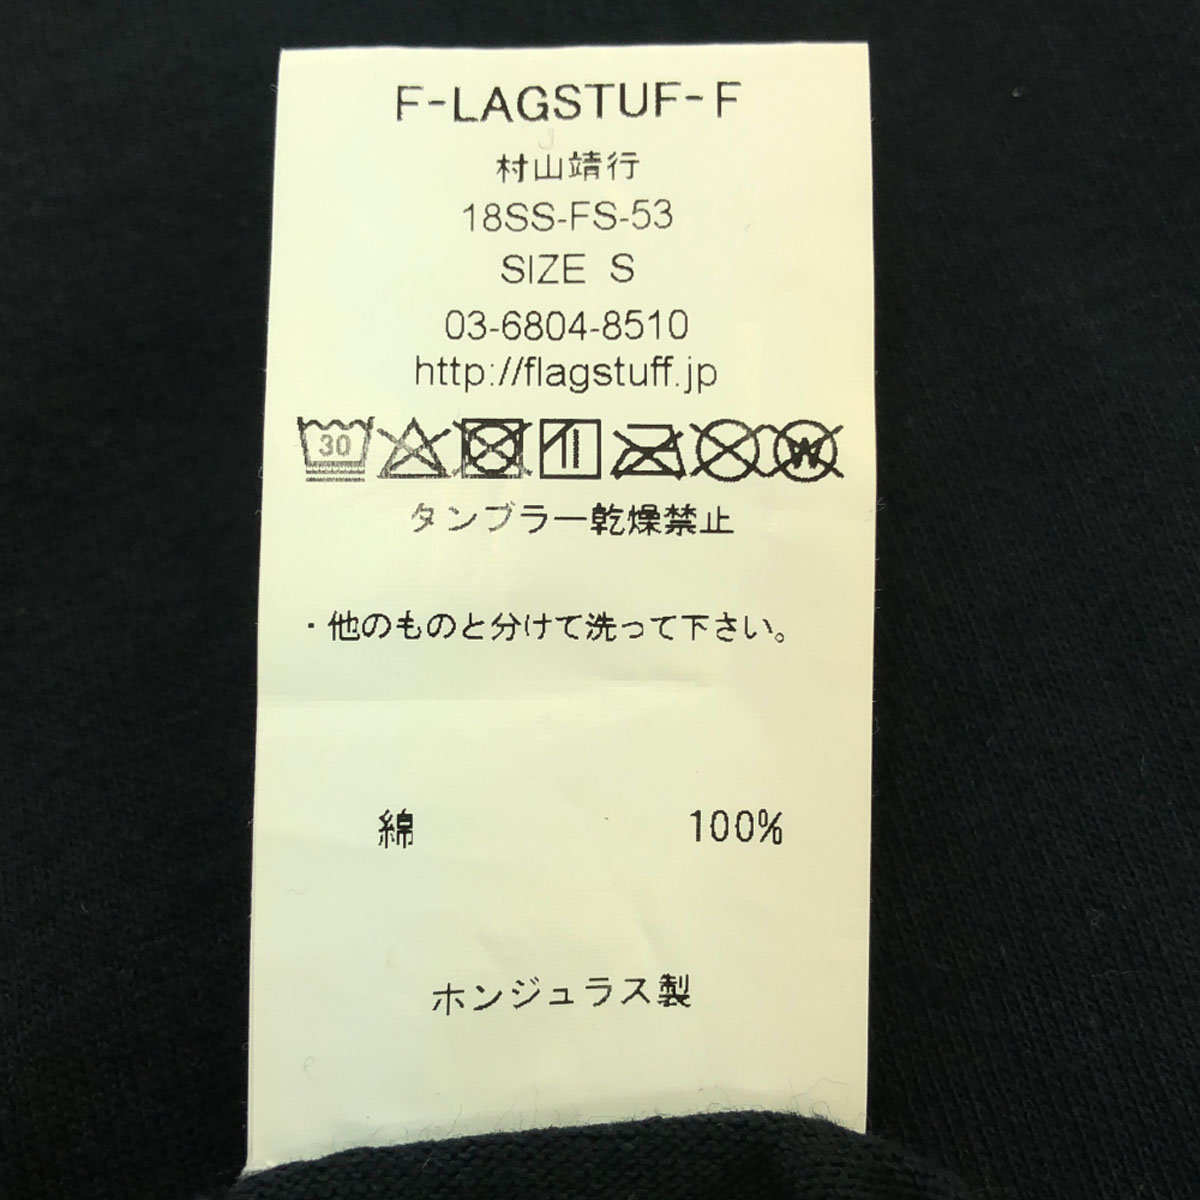 F-LAGSTUF-F
村山靖行
18SS-FS-53
SIZE S
03-6804-8510
http://flagstuff.jp
30 W
タンブラー乾燥禁止
・他のものと分けて洗って下さい。
綿 100%
ホンジュラス製